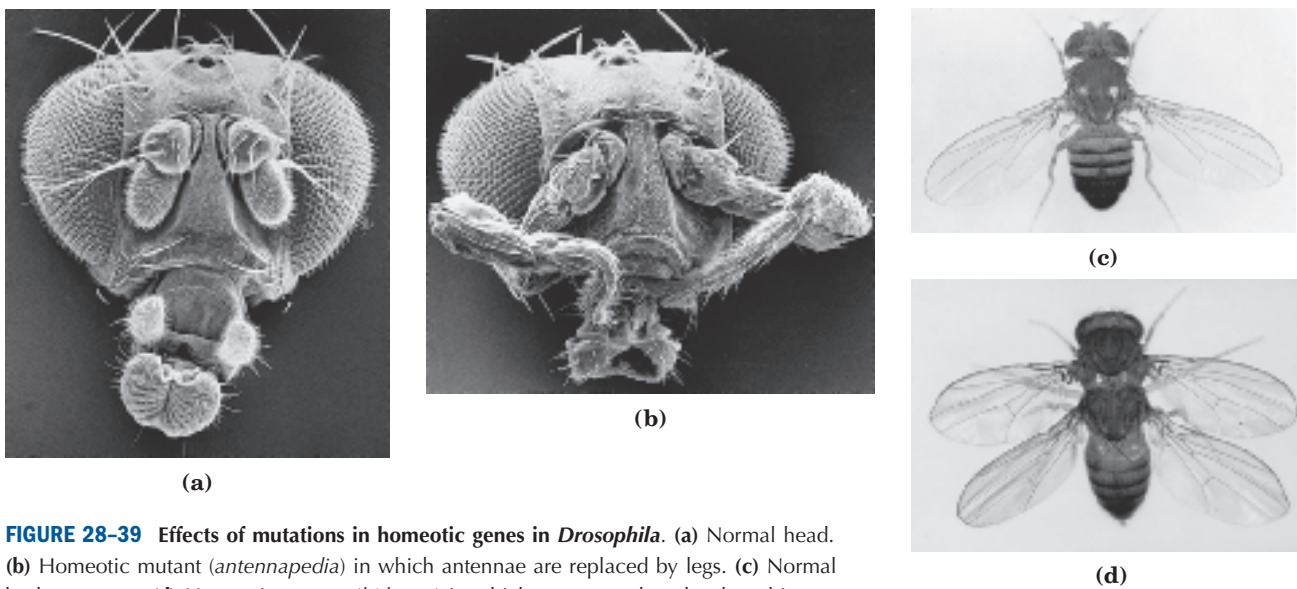 (a)
(b)
(c)
(d)
FIGURE 28–39 Effects of mutations in homeotic genes in Drosophila. (a) Normal head.
(b) Homeotic mutant (antennapedia) in which antennae are replaced by legs. (c) Normal